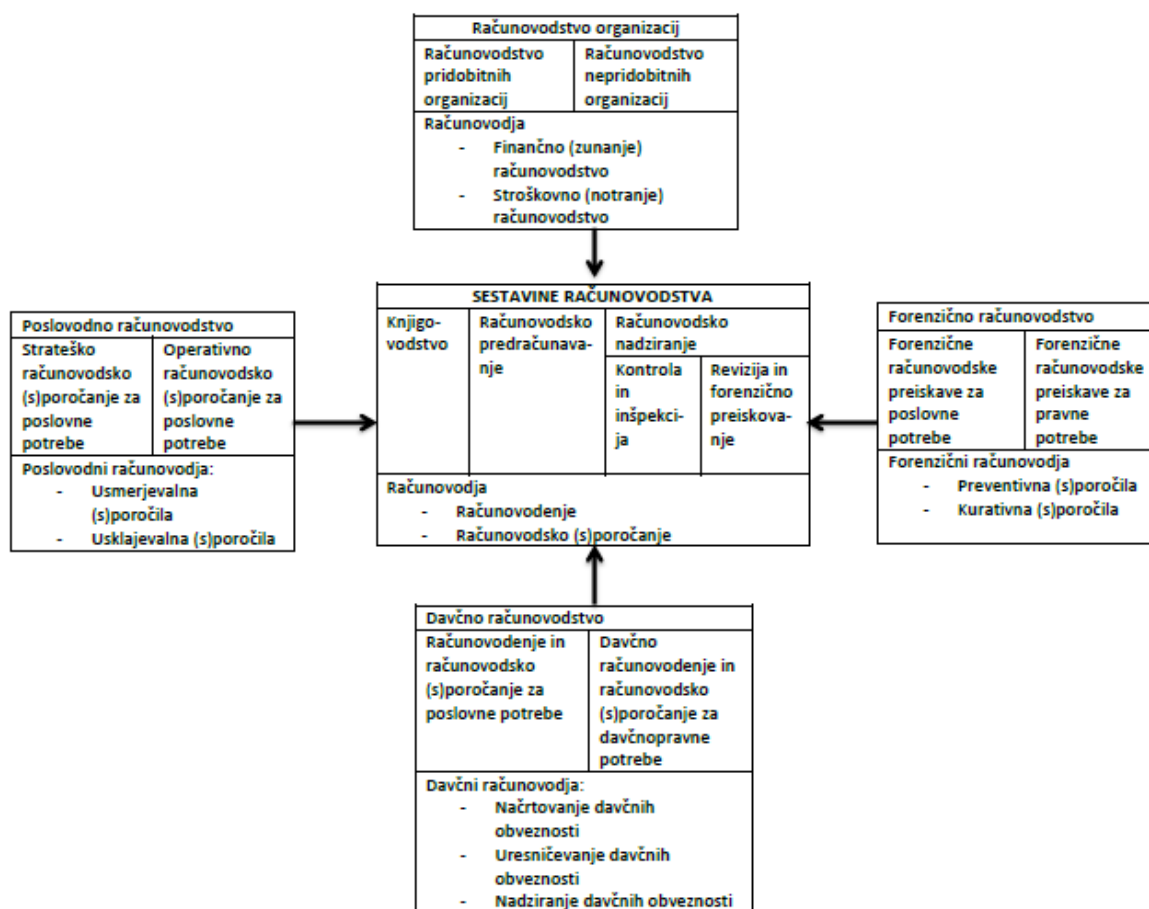 Računovodstvo organizacij
Računovodstvo
pridobitnih
organizacij
Računovodstvo
nepridobitnih
organizacij
Računovodja
- Finančno (zunanje)
računovodstvo
- Stroškovno (notranje)
računovodstvo
Poslovodno računovodstvo
Strateško
računovodsko
(s)poročanje za
poslovne
potrebe
Operativno
računovodsko
(s)poročanje za
poslovne
potrebe
Poslovodni računovodja:
- Usmerjevalna
(s)poročila
- Usklajevalna (s)poročila
SESTAVINE RAČUNOVODSTVA
Knjigo-
vodstvo
Računovodsko
predračunava-
nje
Računovodsko
nadziranje
Kontrola
in
inšpekci-
ja
Revizija in
forenzično
preiskova-
nje
Računovodja
- Računovodenje
- Računovodsko (s)poročanje
Forenzično računovodstvo
Forenzične
računovodske
preiskave za
poslovne
potrebe
Forenzične
računovodske
preiskave za
pravne
potrebe
Forenzični računovodja
- Preventivna (s)poročila
- Kurativna (s)poročila
Davčno računovodstvo
Računovodenje in
računovodsko
(s)poročanje za
poslovne potrebe
Davčno
računovodenje in
računovodsko
(s)poročanje za
davčnopravne
potrebe
Davčni računovodja:
- Načrtovanje davčnih
obveznosti
- Uresničevanje davčnih
obveznosti
- Nadziranje davčnih obveznosti